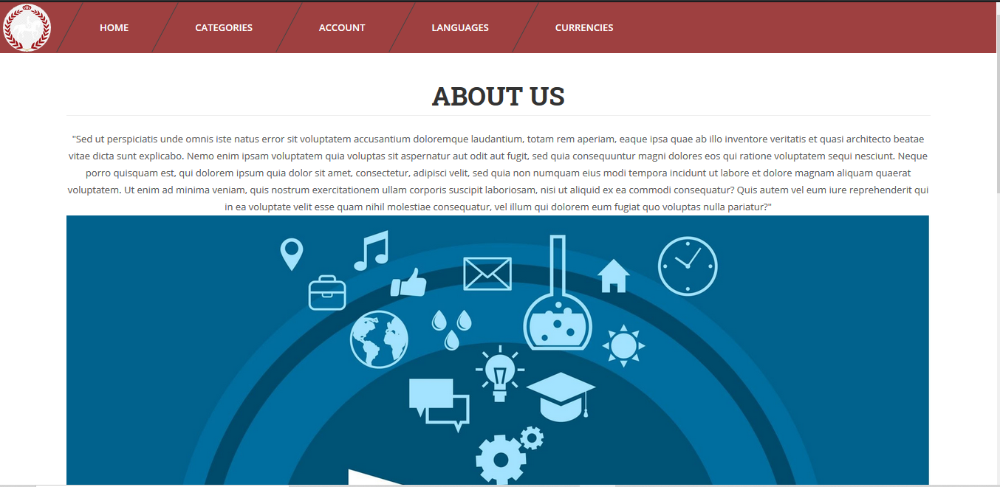 HOME
CATEGORIES
ACCOUNT
LANGUAGES
CURRENCIES
ABOUT US
"Sed ut perspiciatis unde omnis iste natus error sit voluptatem accusantium doloremque laudantium, totam rem aperiam, eaque ipsa quae ab illo inventore veritatis et quasi architecto beatae
vitae dicta sunt explicabo. Nemo enim ipsam voluptatem quia voluptas sit aspernatur aut odit aut fugit, sed quia consequuntur magni dolores eos qui ratione voluptatem sequi nesciunt. Neque
porro quisquam est, qui dolorem ipsum quia dolor sit amet, consectetur, adipisci velit, sed quia non numquam eius modi tempora incidunt ut labore et dolore magnam aliquam quaerat
voluptatem. Ut enim ad minima veniam, quis nostrum exercitationem ullam corporis suscipit laboriosam, nisi ut aliquid ex ea commodi consequatur? Quis autem vel eum iure reprehenderit qui
in ea voluptate velit esse quam nihil molestiae consequatur, vel illum qui dolorem eum fugiat quo voluptas nulla pariatur?"